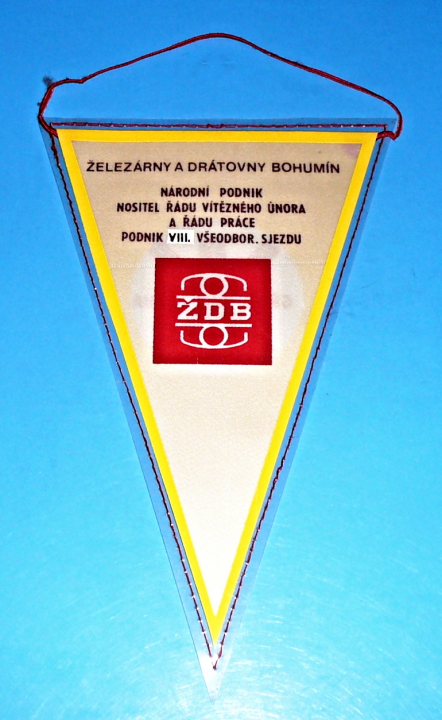 ŽELEZÁRNY A DRÁTOVNY BOHUMÍN
NÁRODNÍ PODNIK
NOSITEL ŘÁDU VÍTĚZNÉHO ÚNORA
A ŘÁDU PRÁCE
PODNIK VIII. VŠEODBOR. SJEZDU
ŽDB